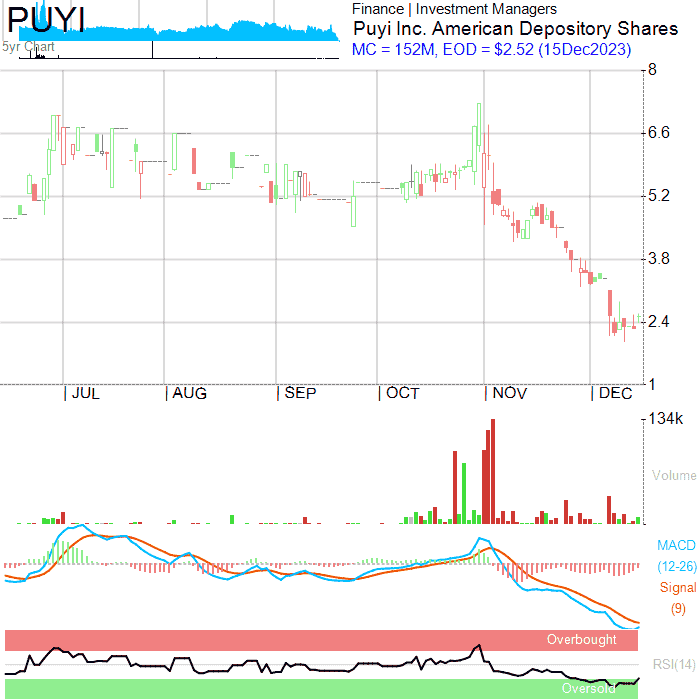 PUYI
5yr Chart
Finance | Investment Managers
Puyi Inc. American Depository Shares
MC = 152M, EOD = $2.52 (15Dec2023)
8
6.6
5.2
3.8
2.4
1
| JUL | AUG | SEP | OCT | NOV | DEC
134k
Volume
MACD
(12-26)
Signal
(9)
Overbought
RSI(14)
Oversold